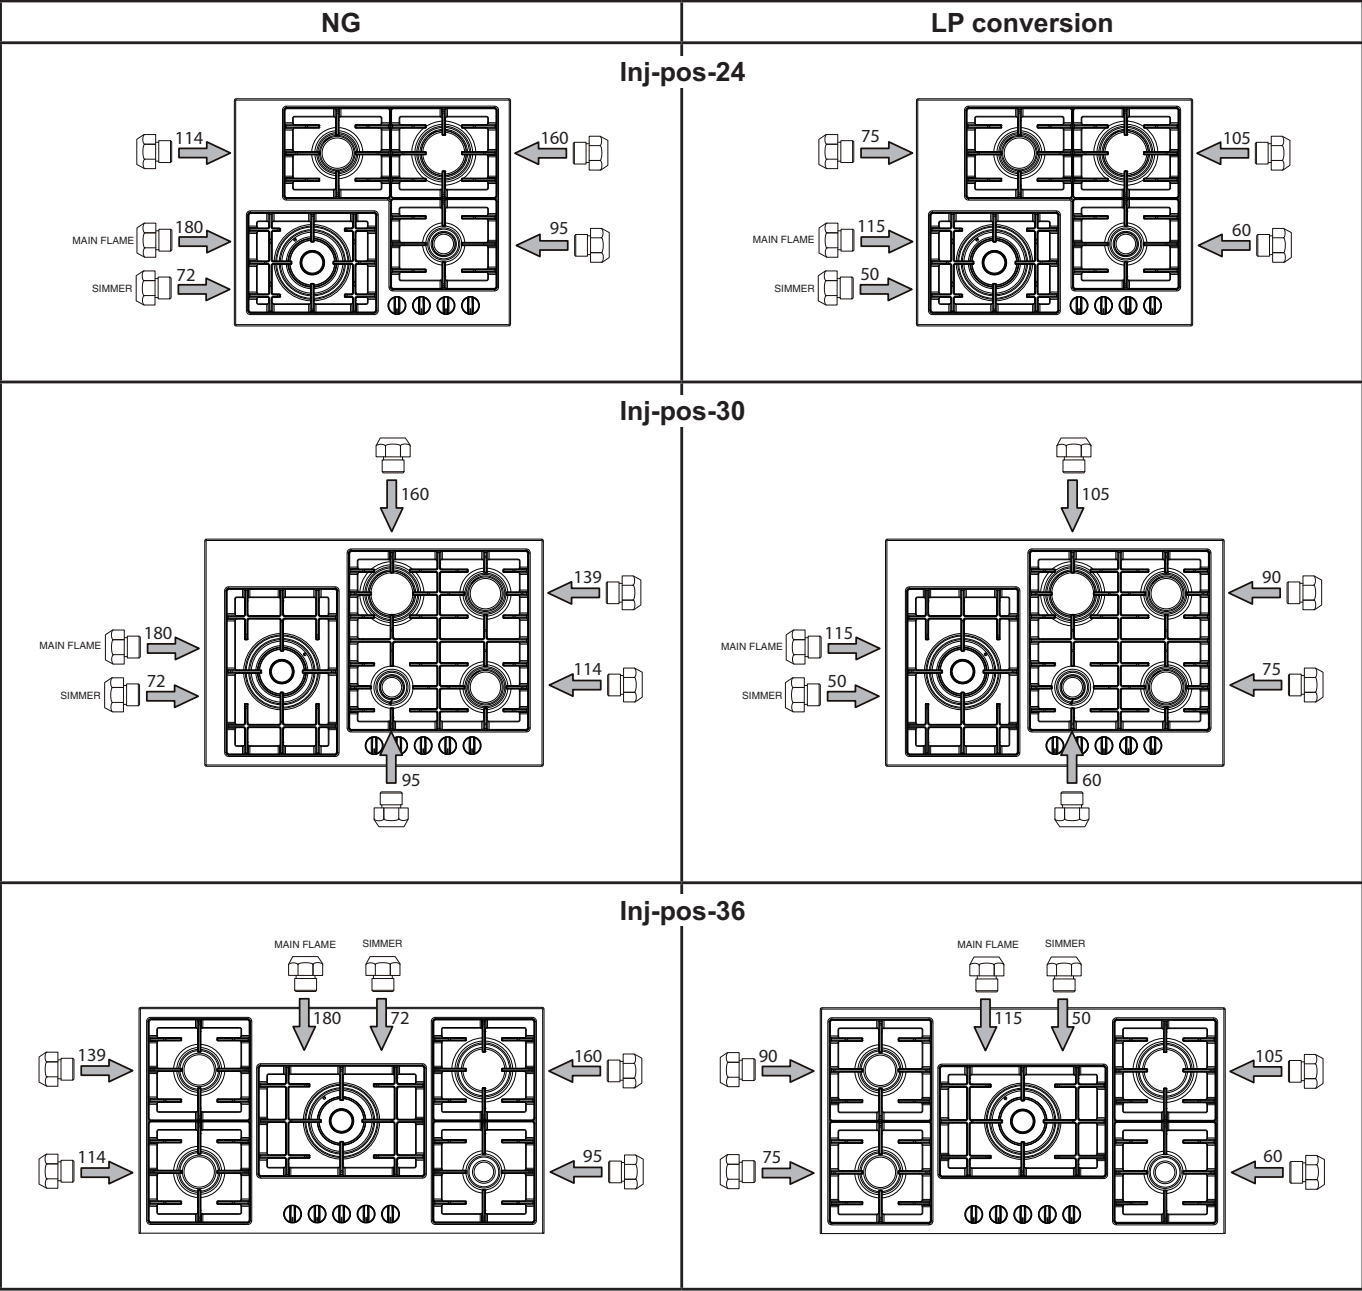 NG
LP conversion
Inj-pos-24
114
160
MAIN FLAME 180
95
SIMMER 72
75
105
MAIN FLAME 115
60
SIMMER 50
Inj-pos-30
160
139
MAIN FLAME 180
114
SIMMER 72
95
105
90
MAIN FLAME 115
75
SIMMER 50
60
Inj-pos-36
MAIN FLAME SIMMER
180 72
139
160
114
95
MAIN FLAME SIMMER
115 50
90
105
75
60